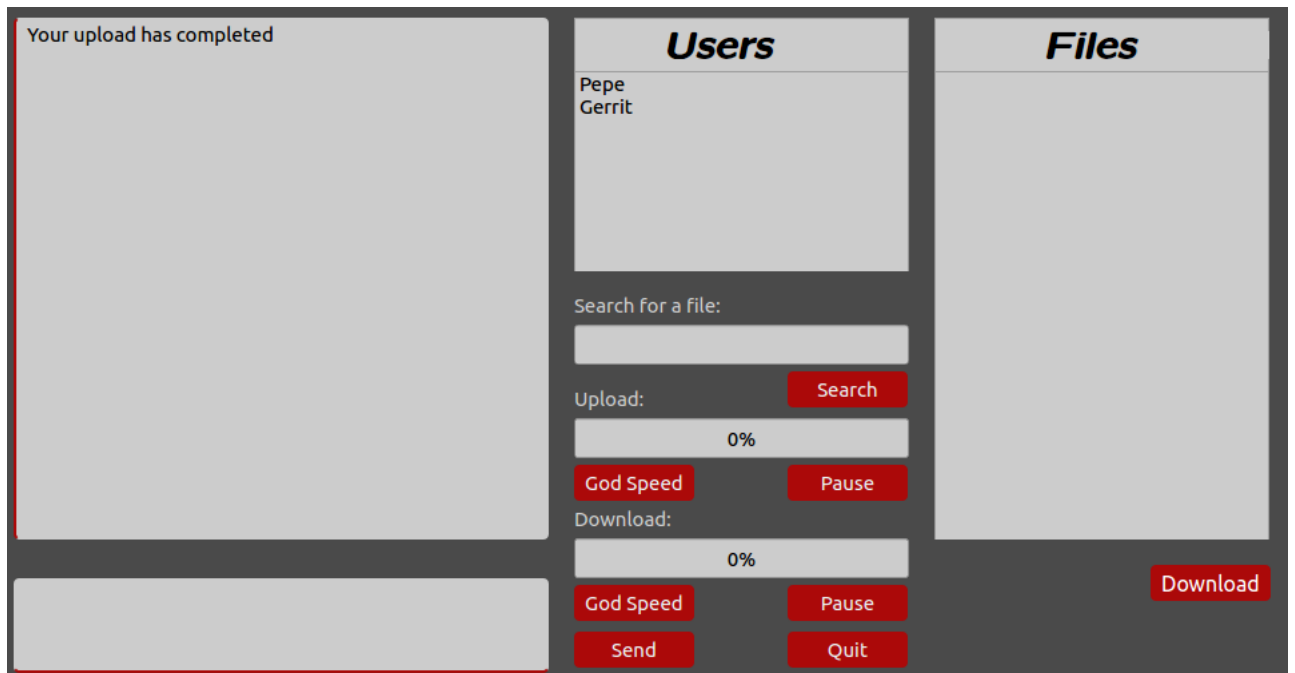 Your upload has completed
Users
Pepe
Gerrit
Search for a file:
Search
Upload:
0%
God Speed
Pause
Download:
0%
God Speed
Pause
Send
Quit
Files
Download